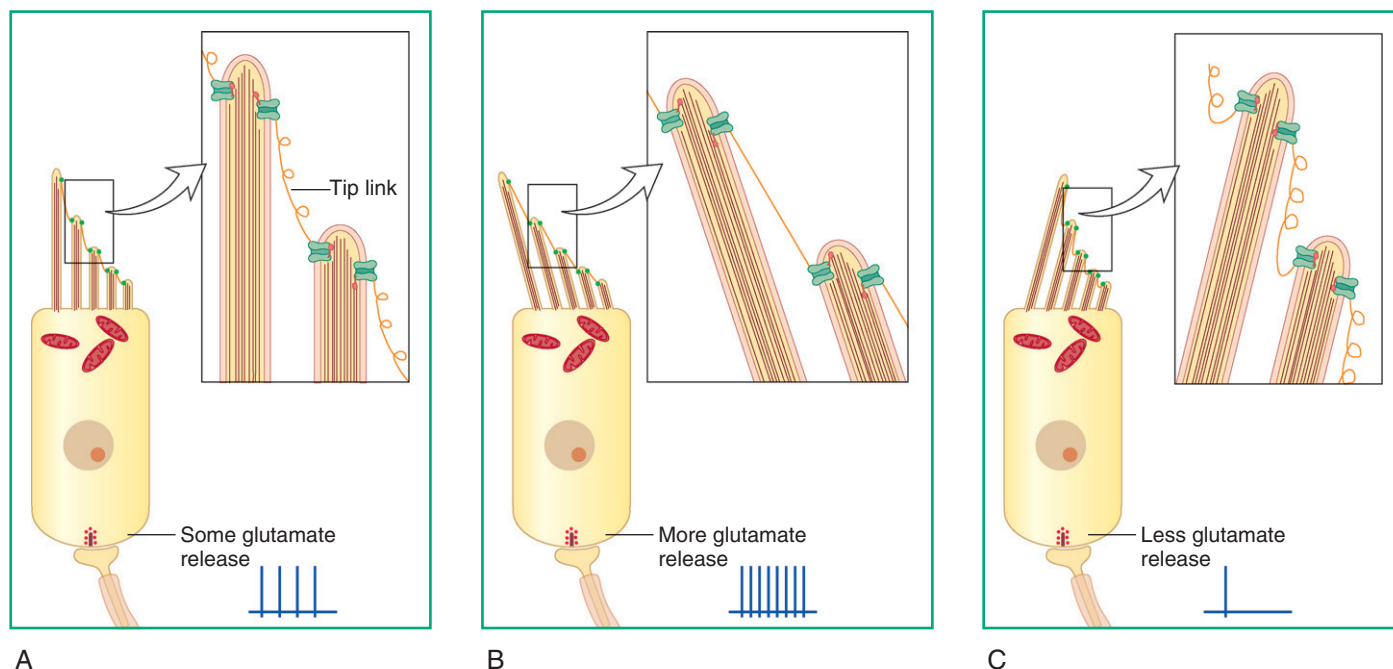 Tip link
Some glutamate
release
A
More glutamate
release
B
Less glutamate
release
C